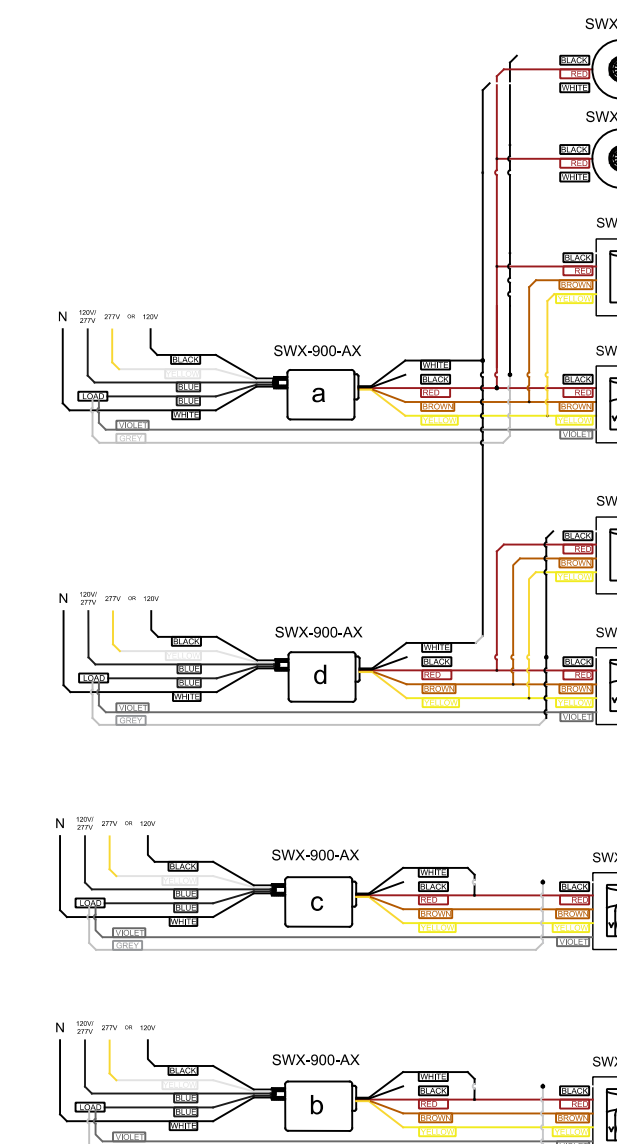 SWX
BLACK
RED
WHITE
SWX
BLACK
RED
WHITE
SW
BLACK
RED
BROWN
YELLOW
N 120V/ 277V 277V OR 120V
SWX-900-AX
SW
BLACK
YELLOW
BLUE
LOAD
BLUE
WHITE
VIOLET
GREY
a
WHITE
BLACK
RED
BROWN
YELLOW
BLACK
RED
BROWN
YELLOW
VIOLET
SW
BLACK
RED
BROWN
YELLOW
N 120V/ 277V 277V OR 120V
SWX-900-AX
SW
BLACK
YELLOW
BLUE
LOAD
BLUE
WHITE
VIOLET
GREY
d
WHITE
BLACK
RED
BROWN
YELLOW
BLACK
RED
BROWN
YELLOW
VIOLET
N 120V/ 277V 277V OR 120V
SWX-900-AX
SWX
BLACK
YELLOW
BLUE
LOAD
BLUE
WHITE
VIOLET
GREY
c
WHITE
BLACK
RED
BROWN
YELLOW
BLACK
RED
BROWN
YELLOW
VIOLET
N 120V/ 277V 277V OR 120V
SWX-900-AX
SWX
BLACK
YELLOW
BLUE
LOAD
BLUE
WHITE
VIOLET
b
WHITE
BLACK
RED
BROWN
YELLOW
BLACK
RED
BROWN
YELLOW